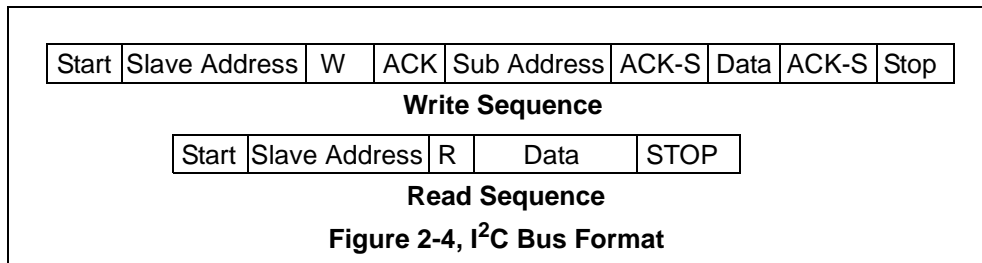 Start Slave Address W ACK Sub Address ACK-S Data ACK-S Stop
Write Sequence
Start Slave Address R Data STOP
Read Sequence
Figure 2-4, I²C Bus Format